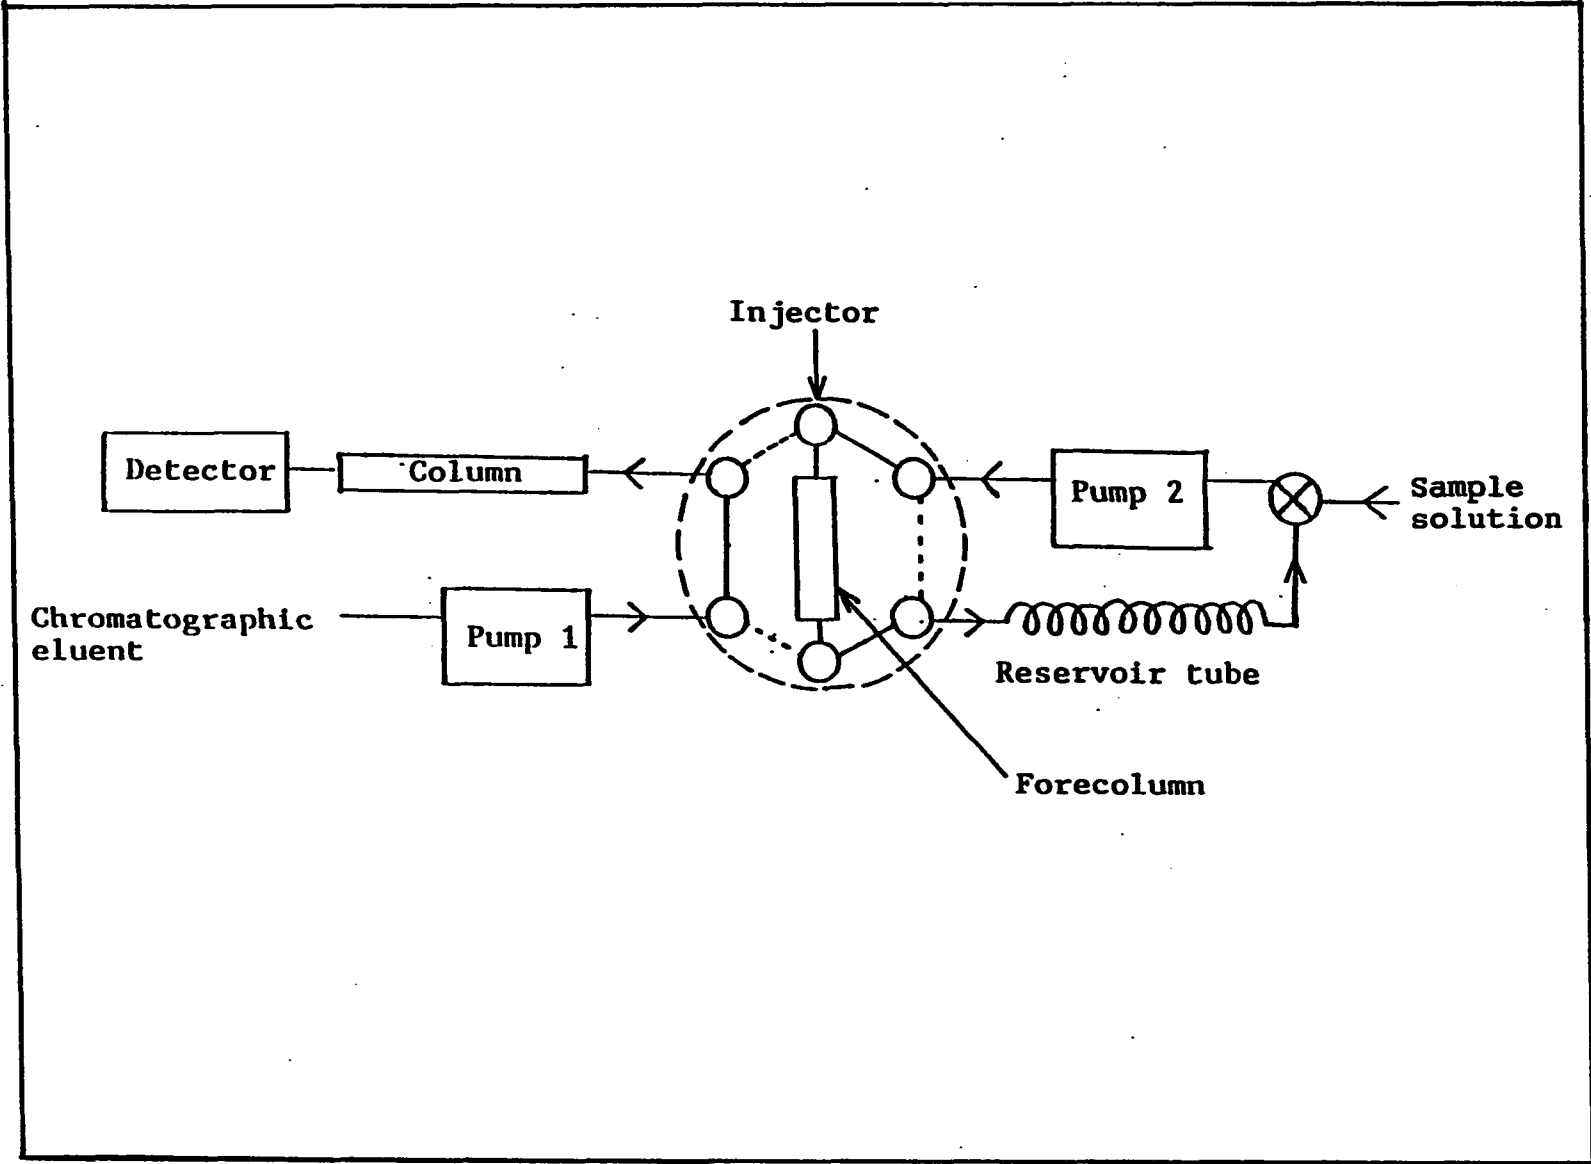 Injector
Detector
Column
Pump 2
Sample
solution
Chromatographic
eluent
Pump 1
Reservoir tube
Forecolumn